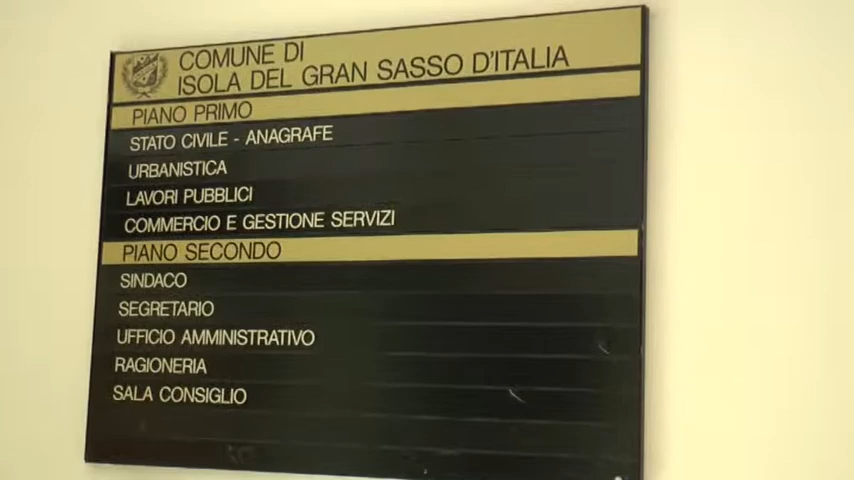 COMUNE DI
ISOLA DEL GRAN SASSO D'ITALIA
PIANO PRIMO
STATO CIVILE - ANAGRAFE
URBANISTICA
LAVORI PUBBLICI
COMMERCIO E GESTIONE SERVIZI
PIANO SECONDO
SINDACO
SEGRETARIO
UFFICIO AMMINISTRATIVO
RAGIONERIA
SALA CONSIGLIO